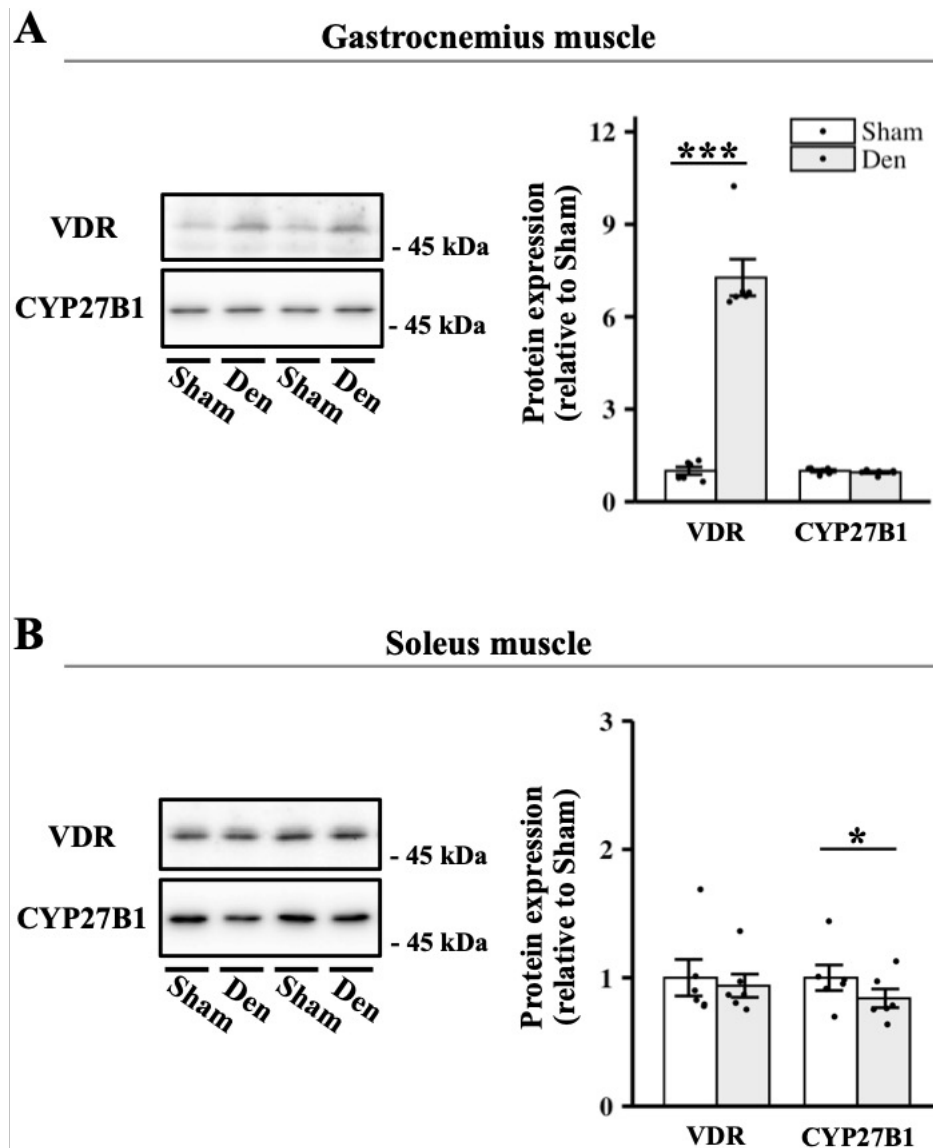 A
Gastrocnemius muscle
VDR
- 45 kDa
CYP27B1
- 45 kDa
Sham
Den
Sham
Den
Protein expression
(relative to Sham)
12
9
6
3
0
***
Sham
Den
VDR
CYP27B1
B
Soleus muscle
VDR
- 45 kDa
CYP27B1
- 45 kDa
Sham
Den
Sham
Den
Protein expression
(relative to Sham)
3
2
1
0
*
VDR
CYP27B1